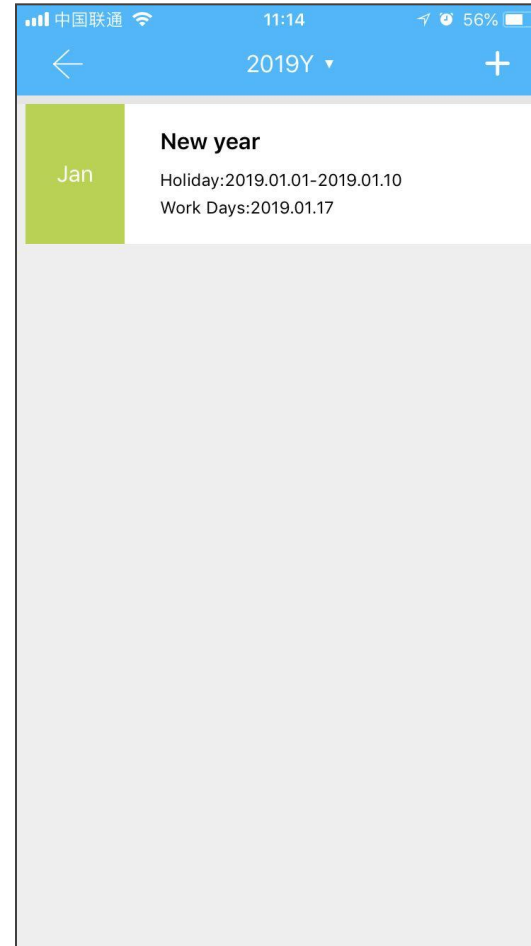 中国联通 11:14 56%
2019Y
Jan
New year
Holiday:2019.01.01-2019.01.10
Work Days:2019.01.17